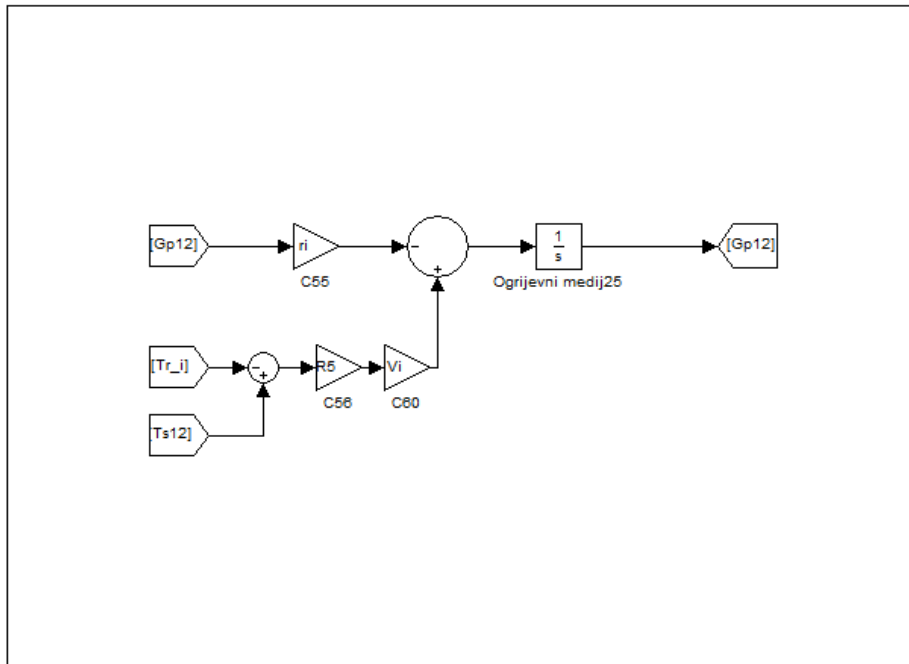 [Gp12]
ri
C55
-
+
1
s
Ogrijevni medij25
[Gp12]
[Tr_i]
-
+
R5
C56
Vi
C60
[Ts12]